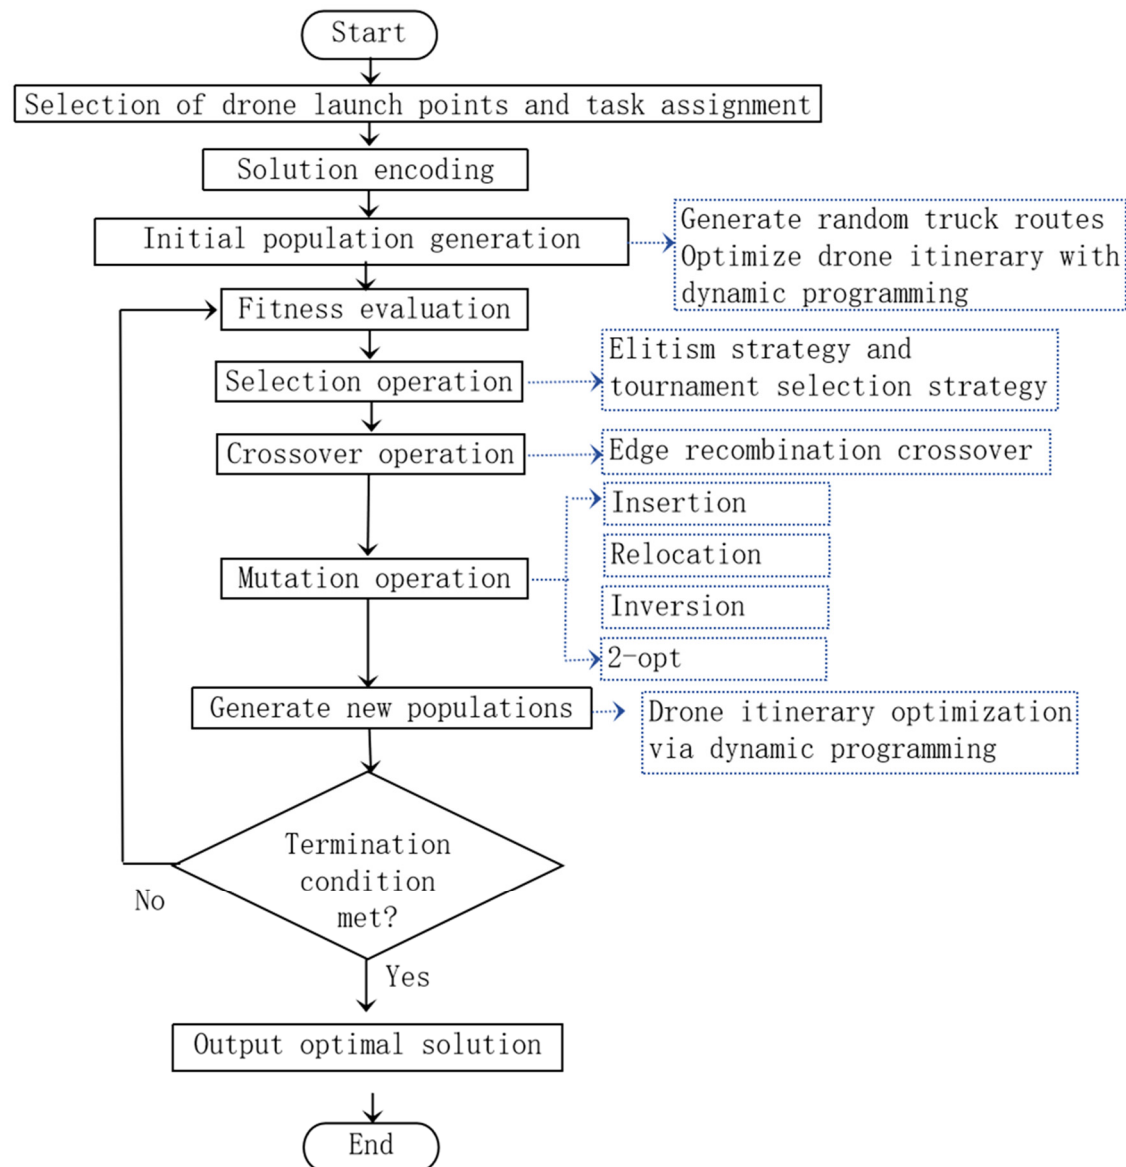 Start
Selection of drone launch points and task assignment
Solution encoding
Initial population generation
Generate random truck routes
Optimize drone itinerary with
dynamic programming
Fitness evaluation
Elitism strategy and
tournament selection strategy
Selection operation
Crossover operation
Edge recombination crossover
Insertion
Relocation
Mutation operation
Inversion
2-opt
Generate new populations
Drone itinerary optimization
via dynamic programming
Termination
condition
met?
No
Yes
Output optimal solution
End